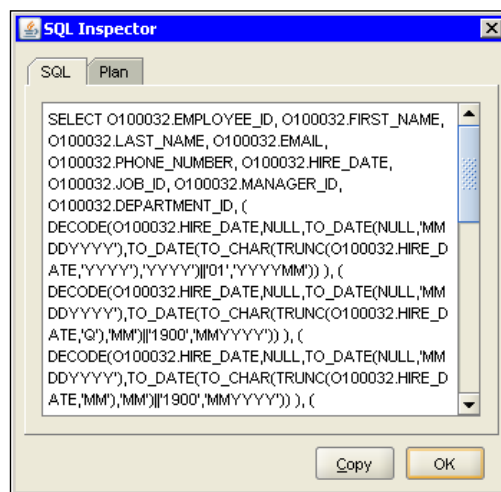 SQL Inspector
SQL
Plan
SELECT O100032.EMPLOYEE_ID, O100032.FIRST_NAME,
O100032.LAST_NAME, O100032.EMAIL,
O100032.PHONE_NUMBER, O100032.HIRE_DATE,
O100032.JOB_ID, O100032.MANAGER_ID,
O100032.DEPARTMENT_ID, (
DECODE(O100032.HIRE_DATE,NULL,TO_DATE(NULL,'MM
DDYYYY'),TO_DATE(TO_CHAR(TRUNC(O100032.HIRE_D
ATE,'YYYY'),'YYYY')||'01','YYYYMM')) ), (
DECODE(O100032.HIRE_DATE,NULL,TO_DATE(NULL,'MM
DDYYYY'),TO_DATE(TO_CHAR(TRUNC(O100032.HIRE_D
ATE,'Q'),'MM')||'1900','MMYYYY')) ), (
DECODE(O100032.HIRE_DATE,NULL,TO_DATE(NULL,'MM
DDYYYY'),TO_DATE(TO_CHAR(TRUNC(O100032.HIRE_D
ATE,'MM'),'MM')||'1900','MMYYYY')) ), (
Copy
OK